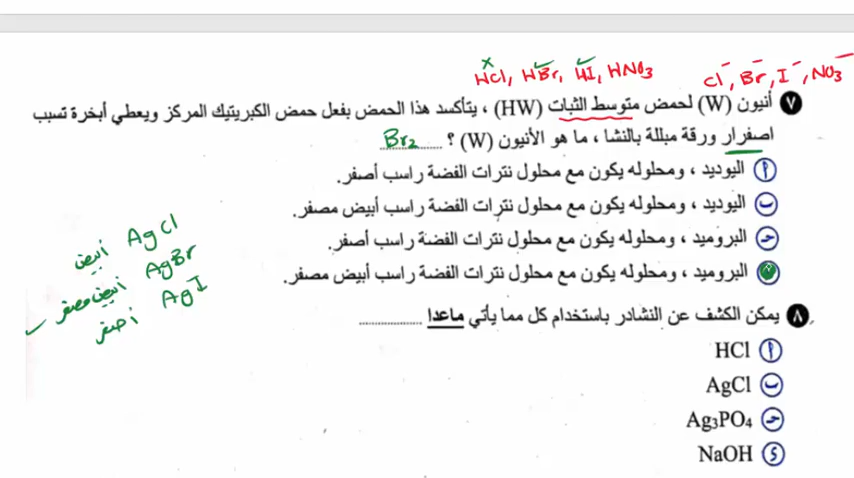 HCl, HBr, HI, HNO₃
Cl⁻, Br⁻, I⁻, NO₃⁻
٧ أنيون (W) لحمض متوسط الثبات (HW) ، يتأكسد هذا الحمض بفعل حمض الكبريتيك المركز ويعطي أبخرة تسبب
اصفرار ورقة مبللة بالنشا ، ما هو الأنيون (W) ؟ ............ Br₂
أ اليوديد ، ومحلوله يكون مع محلول نترات الفضة راسب أصفر.
ب اليوديد ، ومحلوله يكون مع محلول نترات الفضة راسب أبيض مصفر.
جـ البروميد ، ومحلوله يكون مع محلول نترات الفضة راسب أصفر.
البروميد ، ومحلوله يكون مع محلول نترات الفضة راسب أبيض مصفر.
AgCl أبيض
AgBr أبيض مصفر
AgI أصفر
٨ يمكن الكشف عن النشادر باستخدام كل مما يأتي ماعدا ............
أ HCl
ب AgCl
جـ Ag₃PO₄
د NaOH